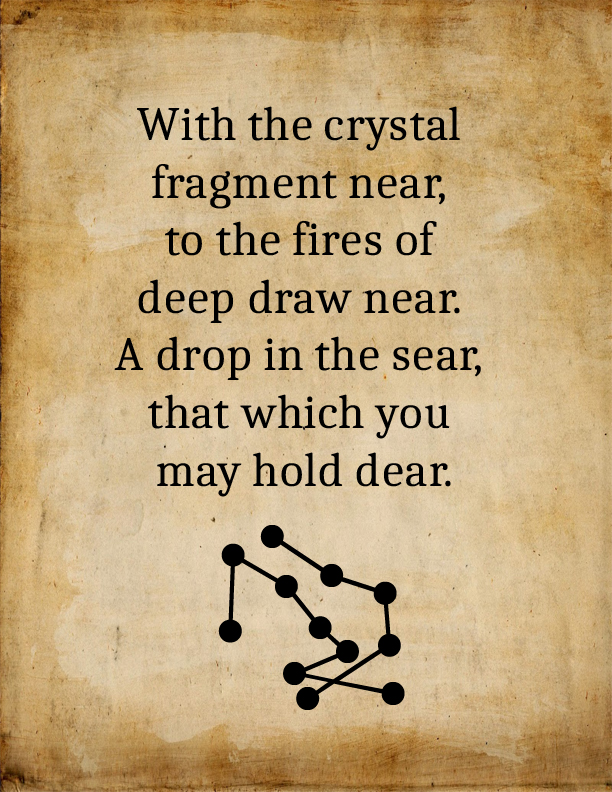 With the crystal
fragment near,
to the fires of
deep draw near.
A drop in the sear,
that which you
may hold dear.